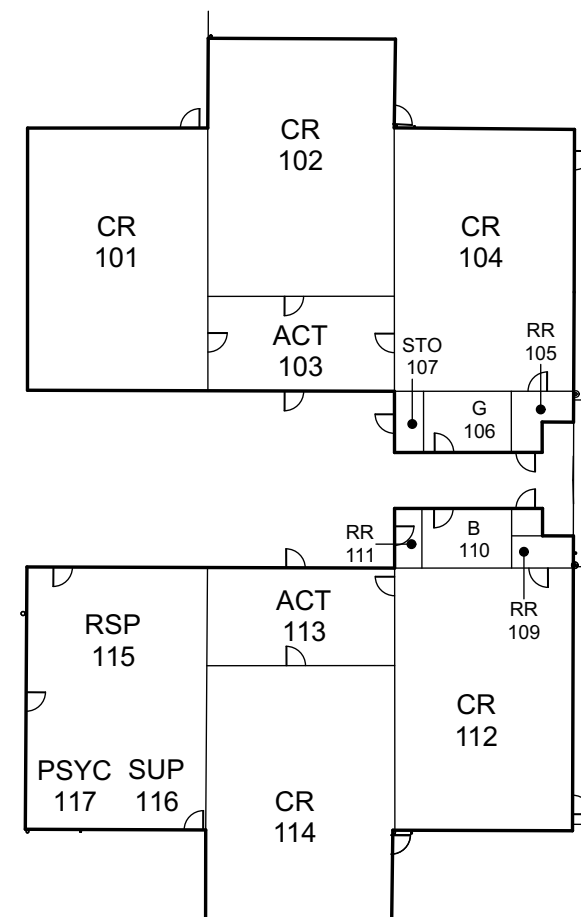 CR
102
CR
101
CR
104
ACT
103
STO
107
RR
105
G
106
RR
111
B
110
RR
109
ACT
113
RSP
115
CR
112
PSYC
117
SUP
116
CR
114